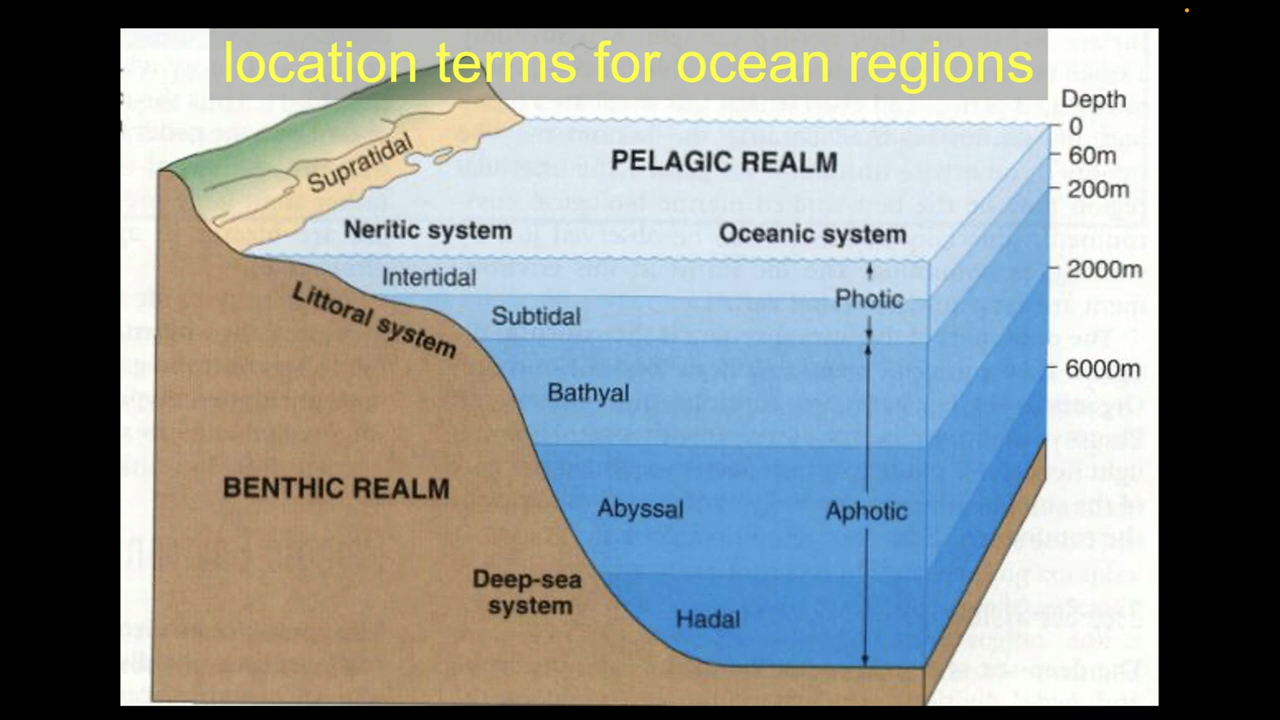 location terms for ocean regions
Depth
0
60m
200m
2000m
6000m
Supratidal
PELAGIC REALM
Neritic system
Oceanic system
Intertidal
Photic
Littoral system
Subtidal
Bathyal
BENTHIC REALM
Abyssal
Aphotic
Deep-sea
system
Hadal